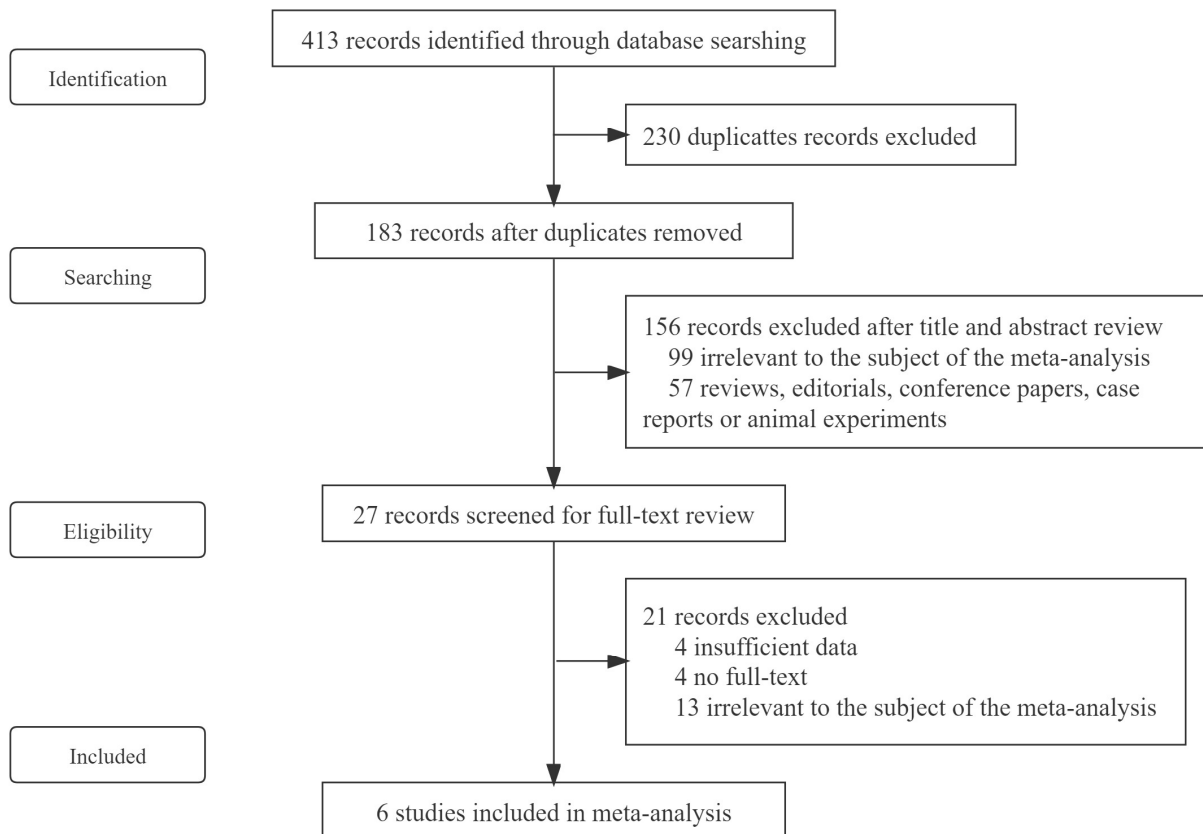 413 records identified through database searshing
Identification
230 duplicattes records excluded
183 records after duplicates removed
Searching
156 records excluded after title and abstract review
99 irrelevant to the subject of the meta-analysis
57 reviews, editorials, conference papers, case
reports or animal experiments
27 records screened for full-text review
Eligibility
21 records excluded
4 insufficient data
4 no full-text
13 irrelevant to the subject of the meta-analysis
Included
6 studies included in meta-analysis